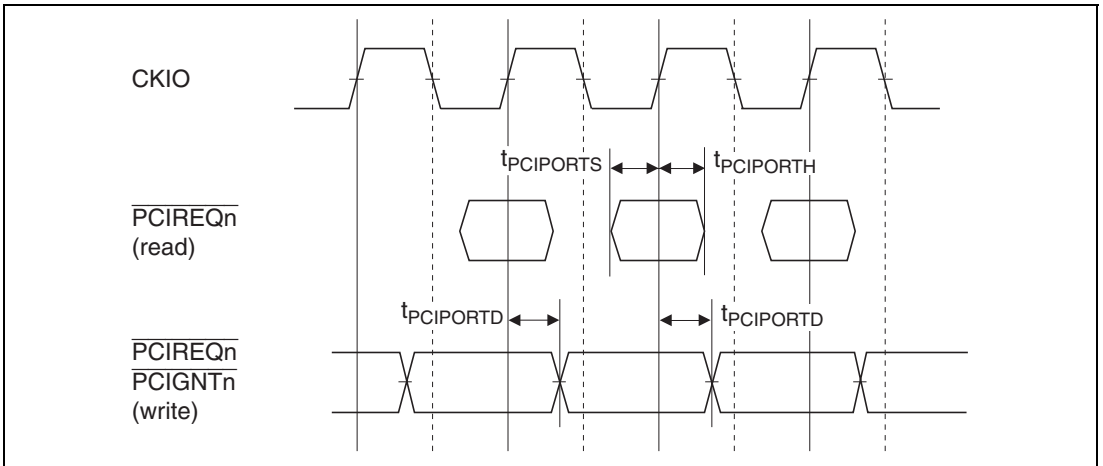 CKIO
tPCIPORTS tPCIPORTH
PCIREQn
(read)
tPCIPORTD tPCIPORTD
PCIREQn
PCIGNTn
(write)